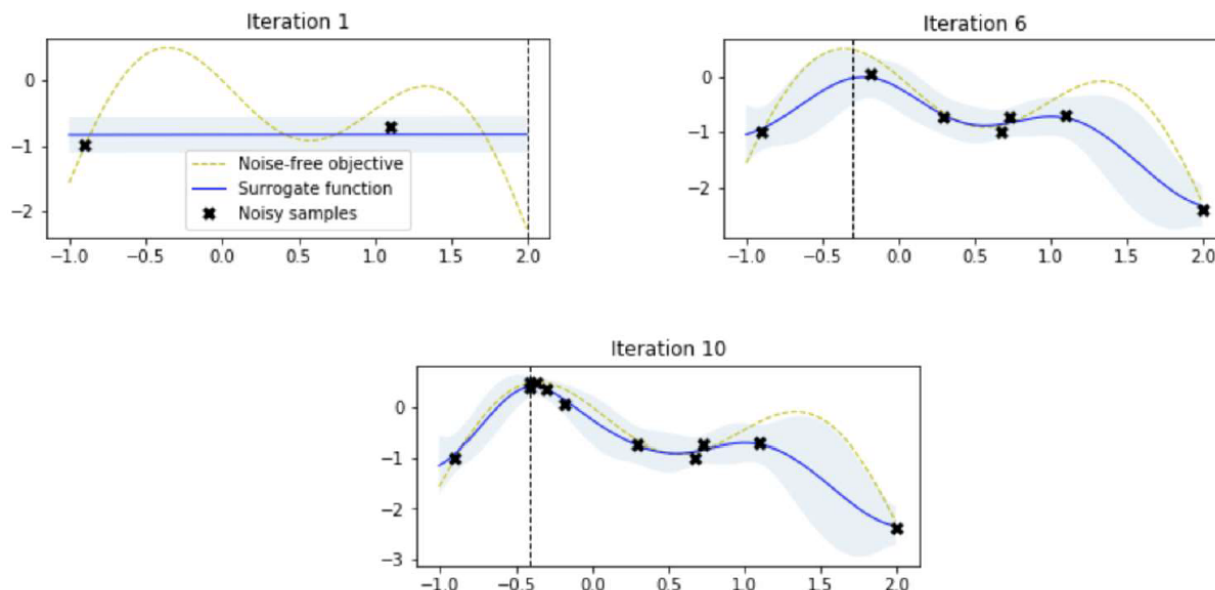 Iteration 1
0
−1
−2
Noise-free objective
Surrogate function
Noisy samples
−1.0 −0.5 0.0 0.5 1.0 1.5 2.0
Iteration 6
0
−1
−2
−1.0 −0.5 0.0 0.5 1.0 1.5 2.0
Iteration 10
0
−1
−2
−3
−1.0 −0.5 0.0 0.5 1.0 1.5 2.0